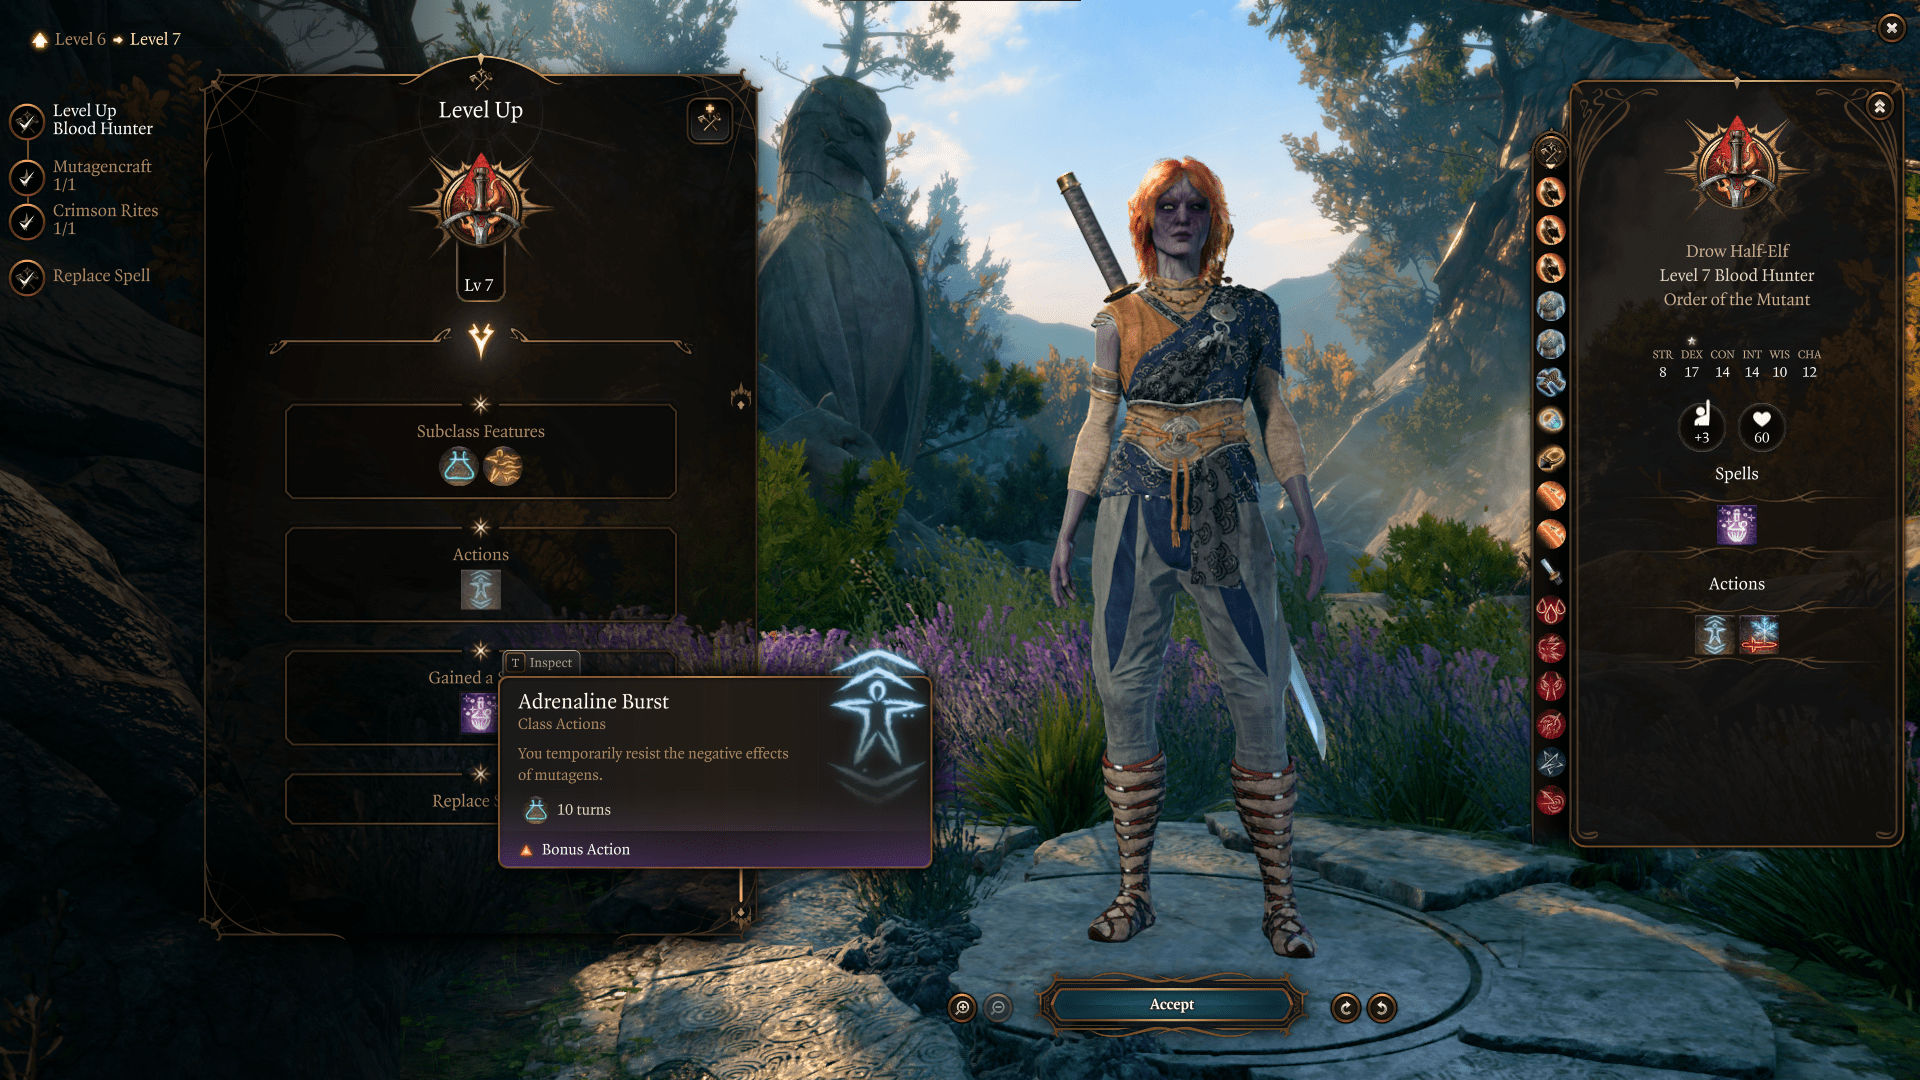 Level 6 Level 7
Level Up
Blood Hunter
Mutagencraft
1/1
Crimson Rites
1/1
Replace Spell
Level Up
Lv 7
Subclass Features
Actions
Gained a
Replace
T Inspect
Adrenaline Burst
Class Actions
You temporarily resist the negative effects
of mutagens.
10 turns
Bonus Action
Accept
Drow Half-Elf
Level 7 Blood Hunter
Order of the Mutant
STR DEX CON INT WIS CHA
8 17 14 14 10 12
+3 60
Spells
Actions